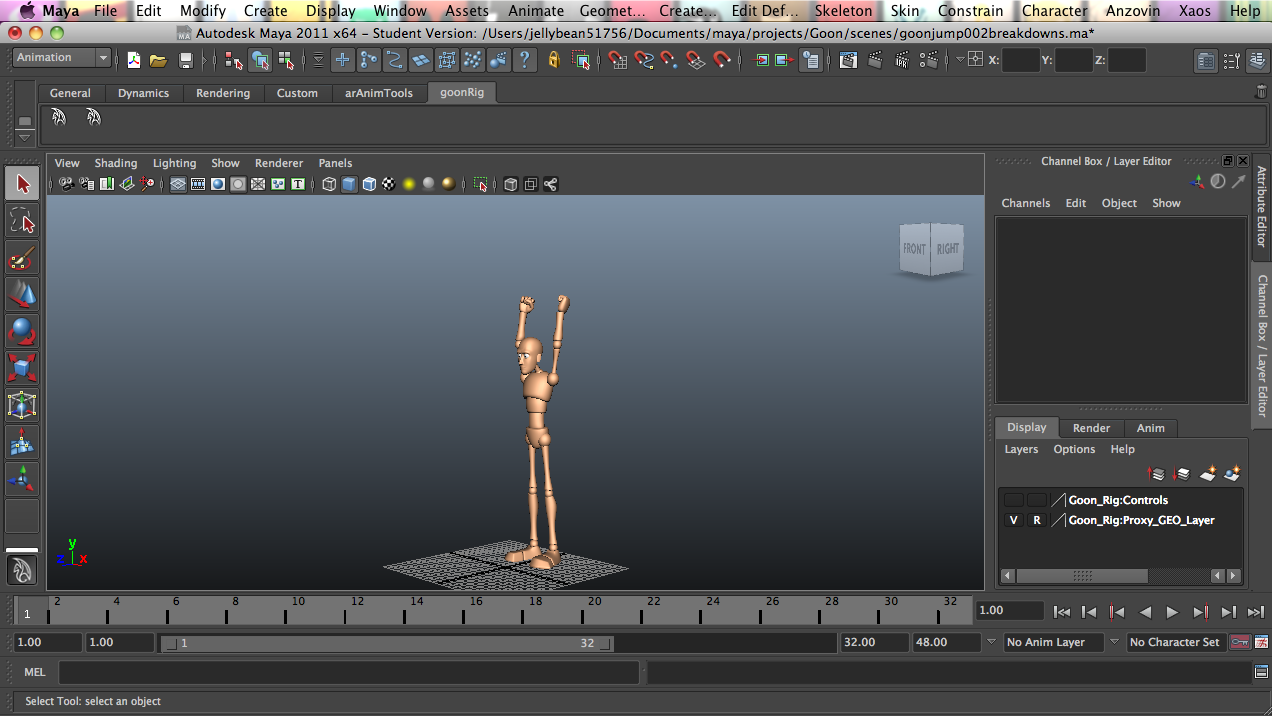 Maya File Edit Modify Create Display Window Assets Animate Geomet... Create... Edit Def... Skeleton Skin Constrain Character Anzovin Xaos Help
Autodesk Maya 2011 x64 – Student Version: /Users/jellybean51756/Documents/maya/projects/Goon/scenes/goonjump002breakdowns.ma*
Animation X: Y: Z:
General Dynamics Rendering Custom arAnimTools goonRig
View Shading Lighting Show Renderer Panels
Channel Box / Layer Editor
Channels Edit Object Show
Attribute Editor
Channel Box / Layer Editor
FRONT RIGHT
Display Render Anim
Layers Options Help
Goon_Rig:Controls
V R Goon_Rig:Proxy_GEO_Layer
y
z x
1 2 4 6 8 10 12 14 16 18 20 22 24 26 28 30 32 1.00
1.00 1.00 1 32 32.00 48.00 No Anim Layer No Character Set
MEL
Select Tool: select an object